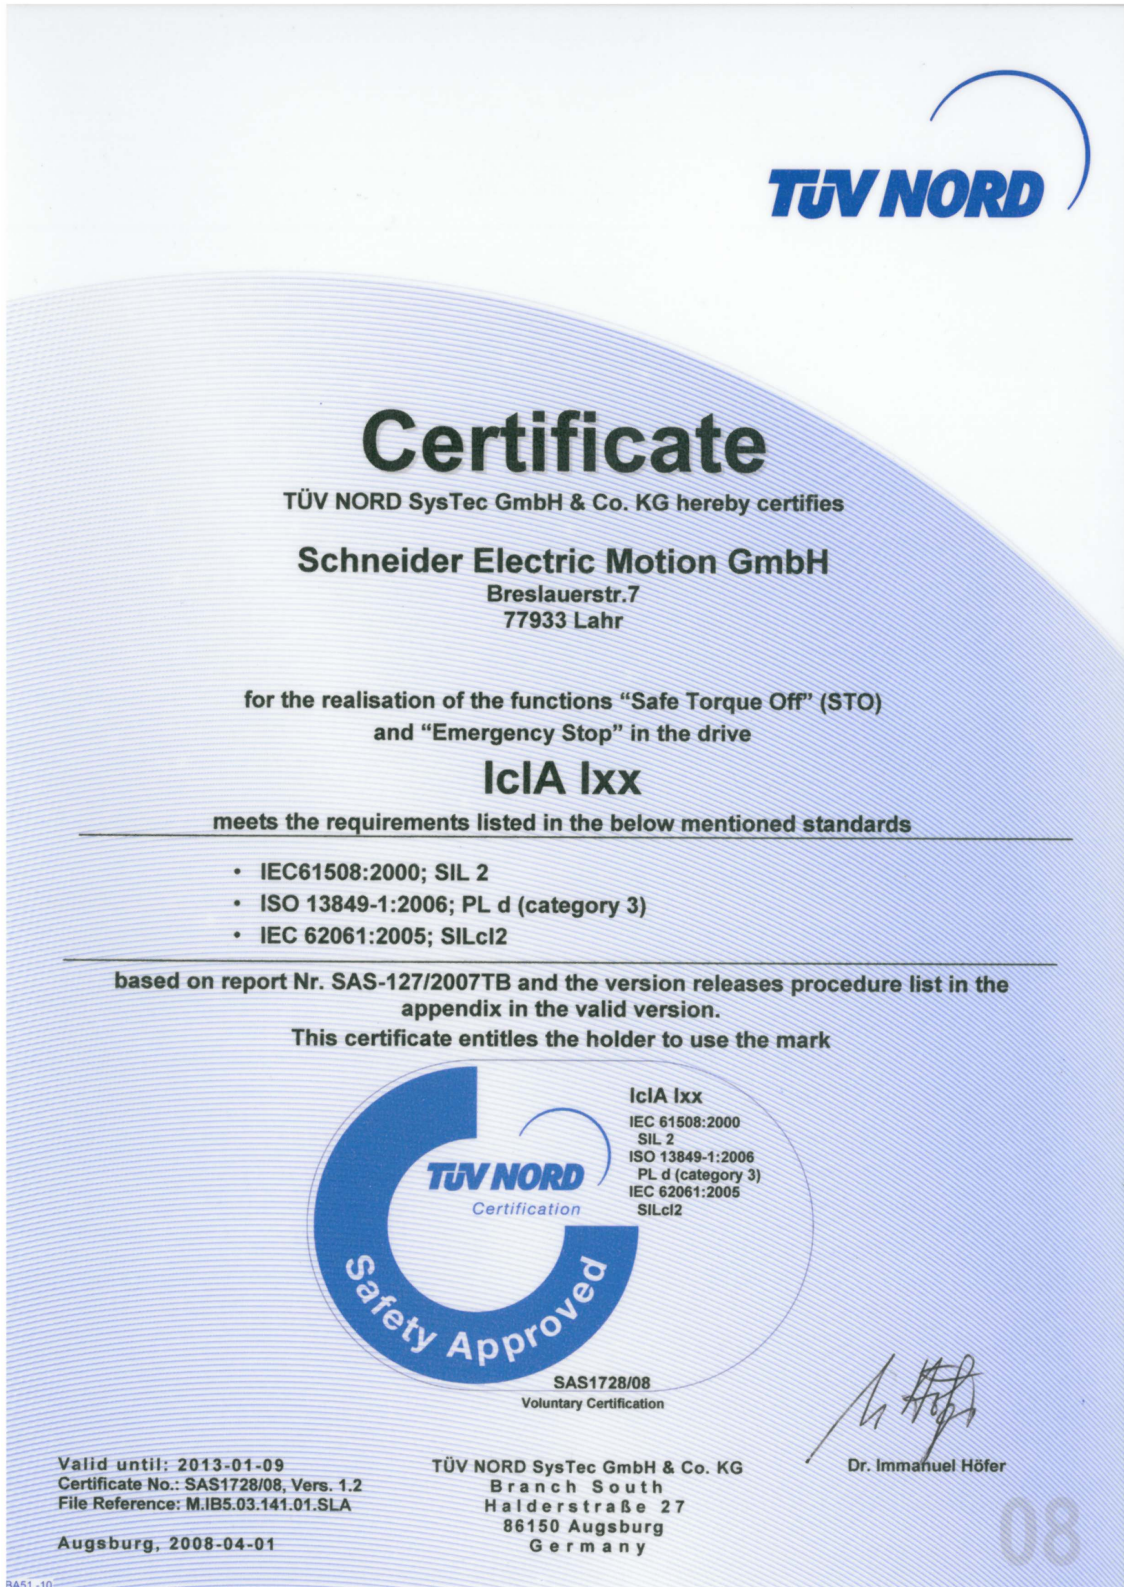 TÜV NORD
Certificate
TÜV NORD SysTec GmbH & Co. KG hereby certifies
Schneider Electric Motion GmbH
Breslauerstr.7
77933 Lahr
for the realisation of the functions “Safe Torque Off” (STO)
and “Emergency Stop” in the drive
IclA Ixx
meets the requirements listed in the below mentioned standards
• IEC61508:2000; SIL 2
• ISO 13849-1:2006; PL d (category 3)
• IEC 62061:2005; SILcl2
based on report Nr. SAS-127/2007TB and the version releases procedure list in the
appendix in the valid version.
This certificate entitles the holder to use the mark
TÜV NORD
Certification
Safety Approved
IclA Ixx
IEC 61508:2000
SIL 2
ISO 13849-1:2006
PL d (category 3)
IEC 62061:2005
SILcl2
SAS1728/08
Voluntary Certification
Valid until: 2013-01-09
Certificate No.: SAS1728/08, Vers. 1.2
File Reference: M.IB5.03.141.01.SLA
Augsburg, 2008-04-01
TÜV NORD SysTec GmbH & Co. KG
Branch South
Halderstraße 27
86150 Augsburg
Germany
Dr. Immanuel Höfer
08